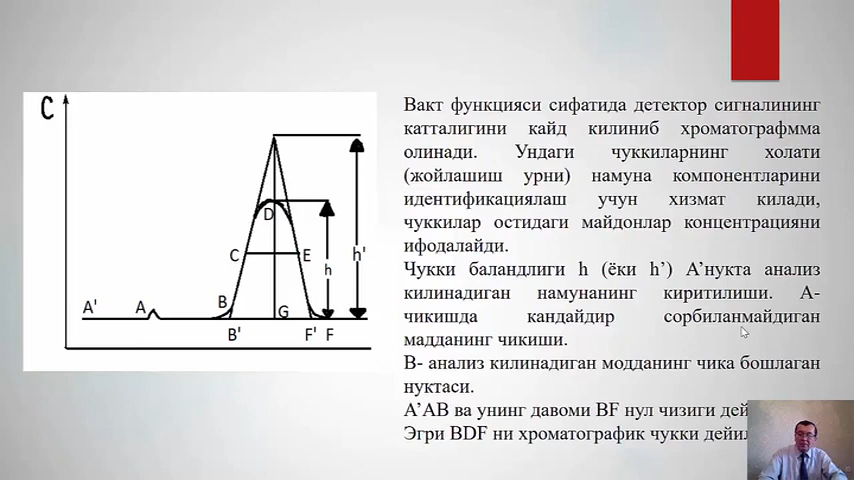 C
A'
A
B
B'
C
D
E
G
F'
F
h
h'
Вакт функцияси сифатида детектор сигналининг
катталигини кайд килиниб хроматографмма
олинади. Ундаги чуккиларнинг холати
(жойлашиш урни) намуна компонентларини
идентификациялаш учун хизмат килади,
чуккилар остидаги майдонлар концентрацияни
ифодалайди.
Чукки баландлиги h (ёки h’) A’нукта анализ
килинадиган намунанинг киритилиши. А-
чикишда кандайдир сорбиланмайдиган
мадданинг чикиши.
В- анализ килинадиган модданинг чика бошлаган
нуктаси.
A’AB ва унинг давоми BF нул чизиги
Эгри BDF ни хроматографик чукки